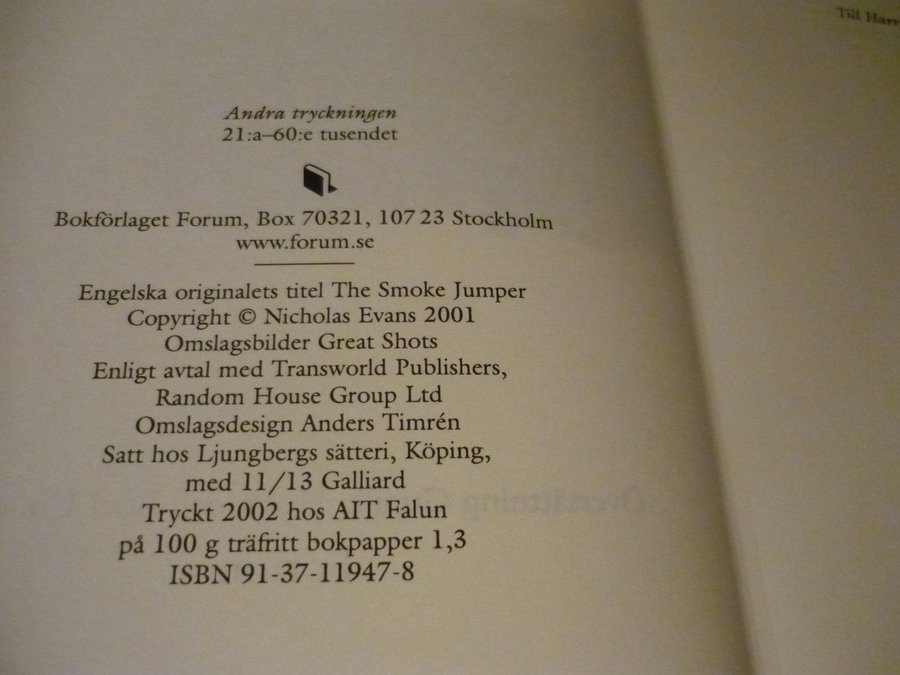 Andra tryckningen
21:a–60:e tusendet
Bokförlaget Forum, Box 70321, 107 23 Stockholm
www.forum.se
Engelska originalets titel The Smoke Jumper
Copyright © Nicholas Evans 2001
Omslagsbilder Great Shots
Enligt avtal med Transworld Publishers,
Random House Group Ltd
Omslagsdesign Anders Timrén
Satt hos Ljungbergs sätteri, Köping,
med 11/13 Galliard
Tryckt 2002 hos AIT Falun
på 100 g träfritt bokpapper 1,3
ISBN 91-37-11947-8
Till